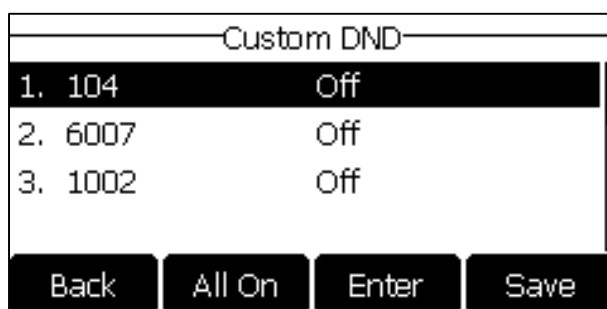 Custom DND
1. 104 Off
2. 6007 Off
3. 1002 Off
Back All On Enter Save